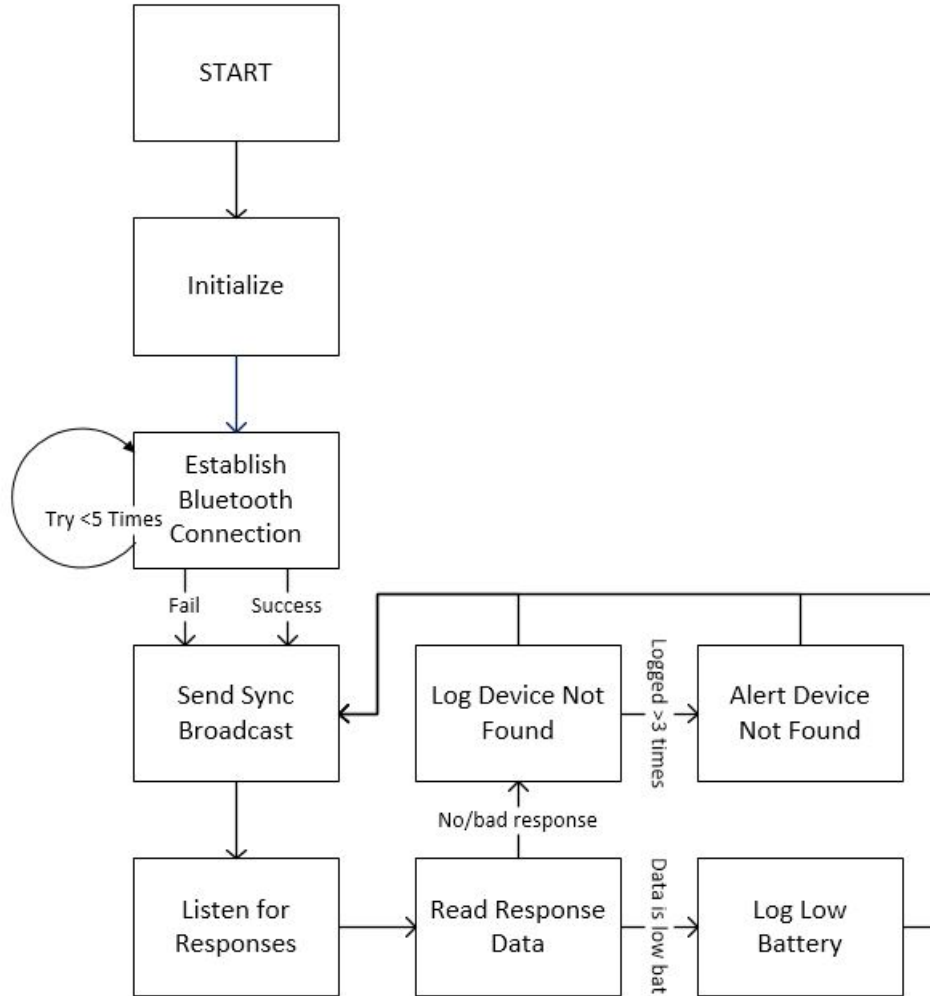 START
Initialize
Establish
Bluetooth
Connection
Try <5 Times
Fail
Success
Send Sync
Broadcast
Log Device Not
Found
Logged >3 times
Alert Device
Not Found
No/bad response
Listen for
Responses
Read Response
Data
Data is low bat
Log Low
Battery